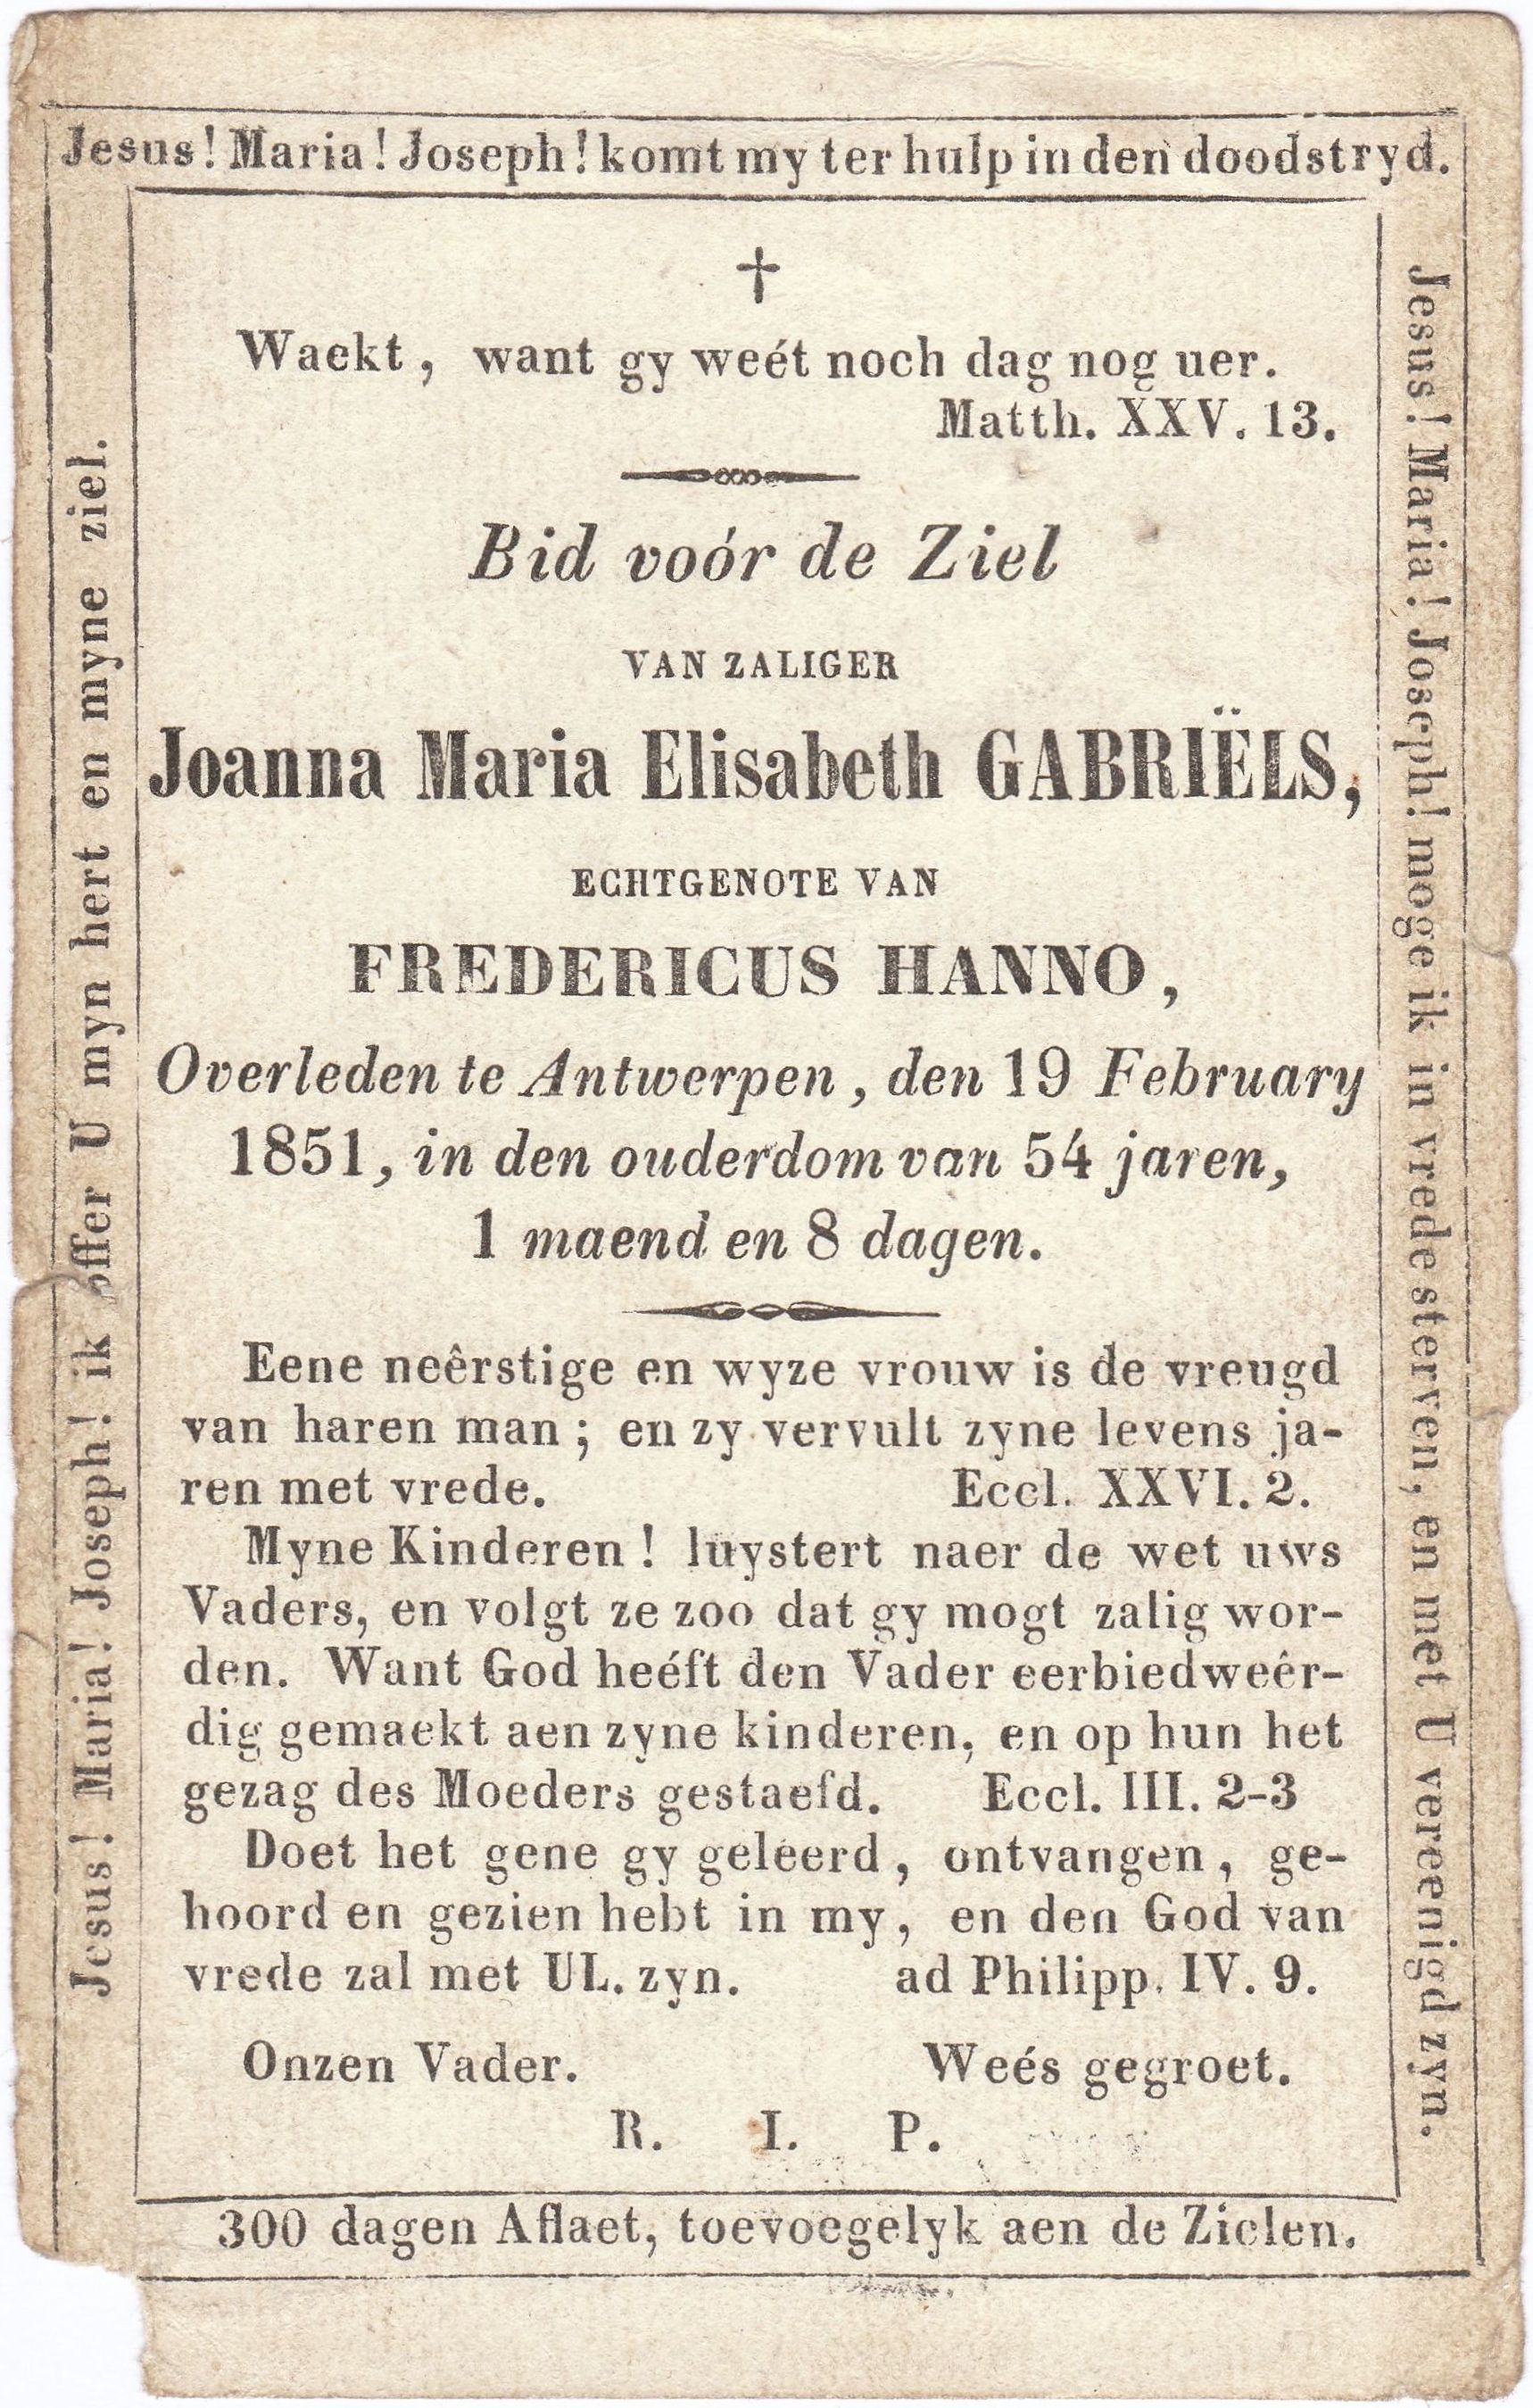 Jesus! Maria! Joseph! komt my ter hulp in den doodstryd.
Jesus! Maria! Joseph! ik offer U myn hert en myne ziel.
†
Waekt, want gy weét noch dag nog uer.
Matth. XXV. 13.
Bid voór de Ziel
VAN ZALIGER
Joanna Maria Elisabeth GABRIËLS,
ECHTGENOTE VAN
FREDERICUS HANNO,
Overleden te Antwerpen, den 19 February
1851, in den ouderdom van 54 jaren,
1 maend en 8 dagen.
Eene neêrstige en wyze vrouw is de vreugd
van haren man; en zy vervult zyne levens ja-
ren met vrede. Eccl. XXVI. 2.
Myne Kinderen! luystert naer de wet uws
Vaders, en volgt ze zoo dat gy mogt zalig wor-
den. Want God heéft den Vader eerbiedweêr-
dig gemaekt aen zyne kinderen, en op hun het
gezag des Moeders gestaefd. Eccl. III. 2-3
Doet het gene gy geleerd, ontvangen, ge-
hoord en gezien hebt in my, en den God van
vrede zal met UL. zyn. ad Philipp. IV. 9.
Onzen Vader. Weés gegroet.
R. I. P.
Jesus! Maria! Joseph! moge ik in vrede sterven, en met U vereenigd zyn.
300 dagen Aflaet, toevoegelyk aen de Zielen.